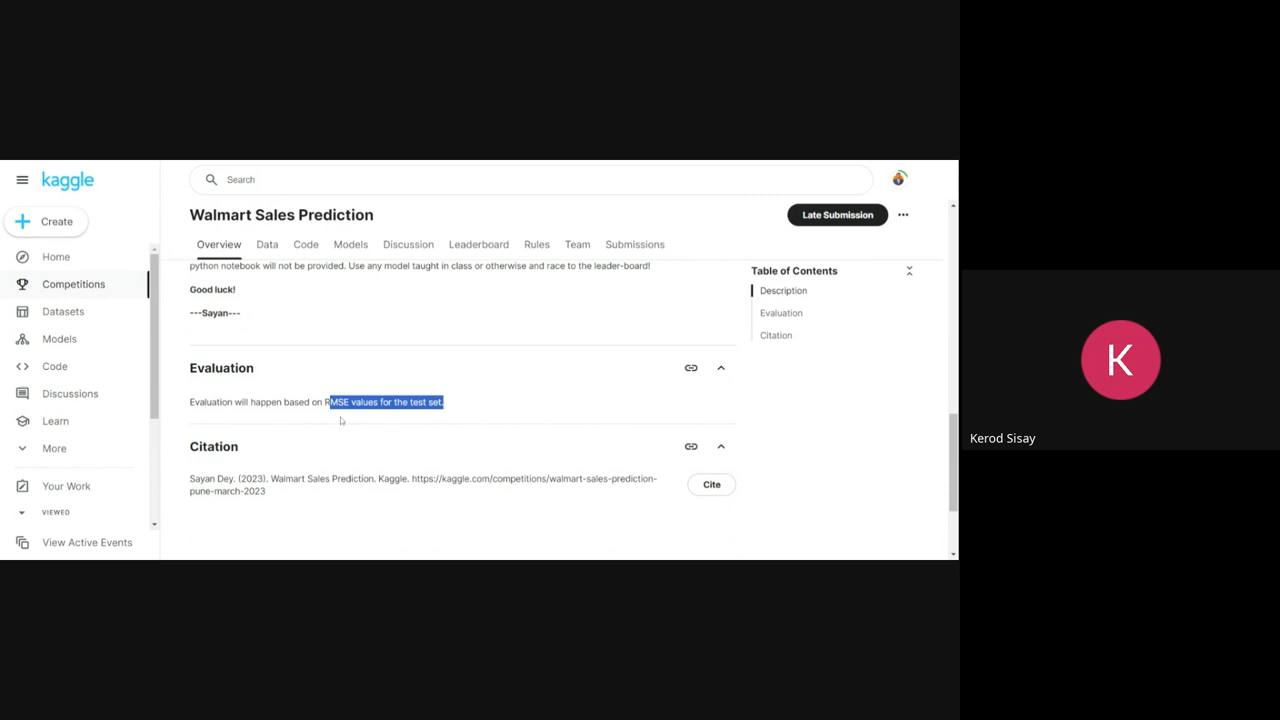 kaggle
Search
Create
Home
Competitions
Datasets
Models
Code
Discussions
Learn
More
Your Work
VIEWED
View Active Events
Walmart Sales Prediction
Late Submission
Overview Data Code Models Discussion Leaderboard Rules Team Submissions
python notebook will not be provided. Use any model taught in class or otherwise and race to the leader-board!
Good luck!
---Sayan---
Evaluation
Evaluation will happen based on RMSE values for the test set.
Citation
Sayan Dey. (2023). Walmart Sales Prediction. Kaggle. https://kaggle.com/competitions/walmart-sales-prediction-
pune-march-2023
Cite
Table of Contents
Description
Evaluation
Citation
K
Kerod Sisay